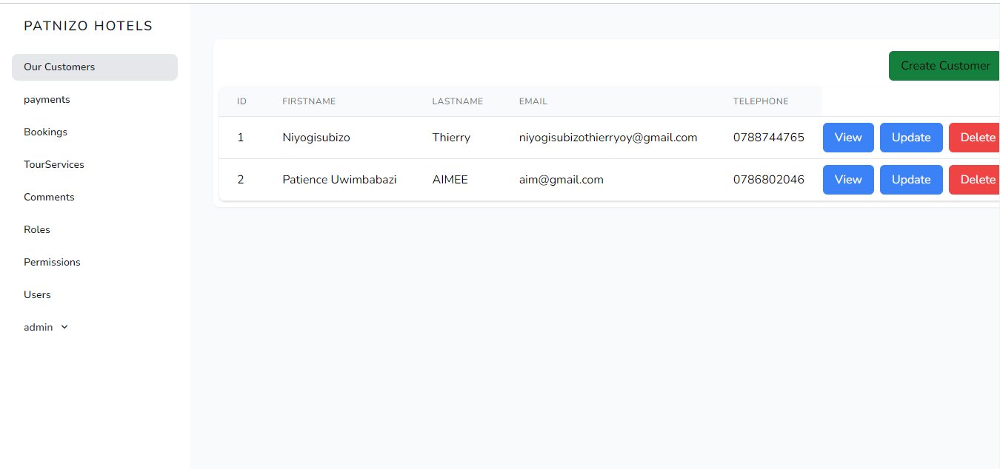 PATNIZO HOTELS
Our Customers
payments
Bookings
TourServices
Comments
Roles
Permissions
Users
admin
Create Customer
ID FIRSTNAME LASTNAME EMAIL TELEPHONE
1 Niyogisubizo Thierry niyogisubizothierryoy@gmail.com 0788744765 View Update Delete
2 Patience Uwimbabazi AIMEE aim@gmail.com 0786802046 View Update Delete